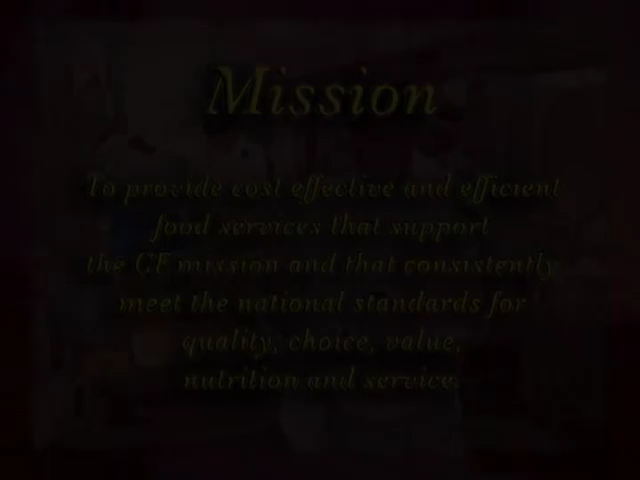 Mission
To provide cost effective and efficient
food services that support
the CF mission and that consistently
meet the national standards for
quality, choice, value,
nutrition and service.